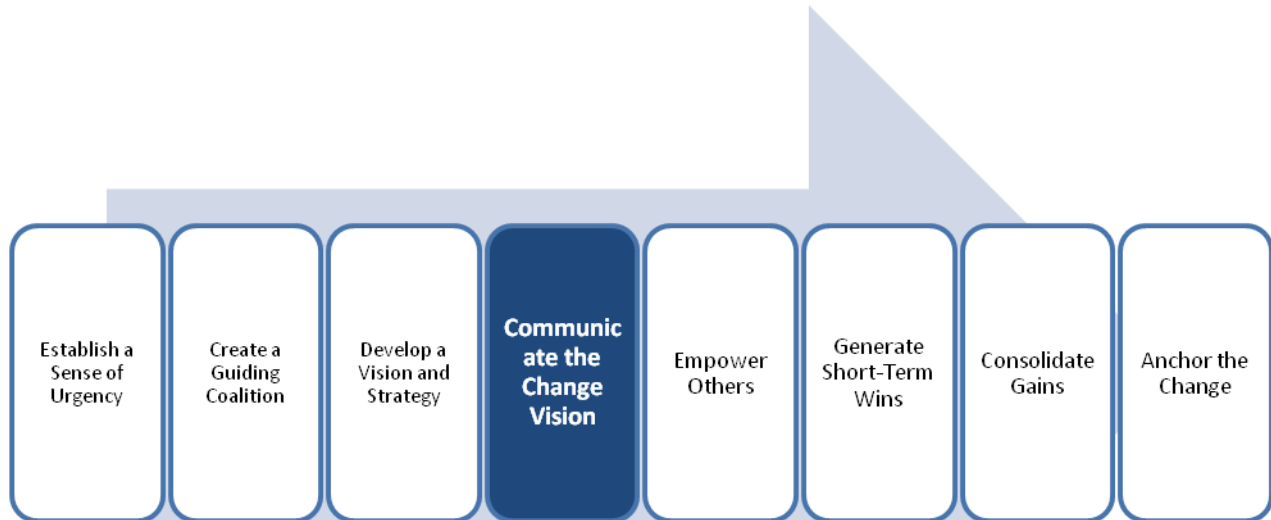 Establish a
Sense of
Urgency
Create a
Guiding
Coalition
Develop a
Vision and
Strategy
Communic
ate the
Change
Vision
Empower
Others
Generate
Short-Term
Wins
Consolidate
Gains
Anchor the
Change